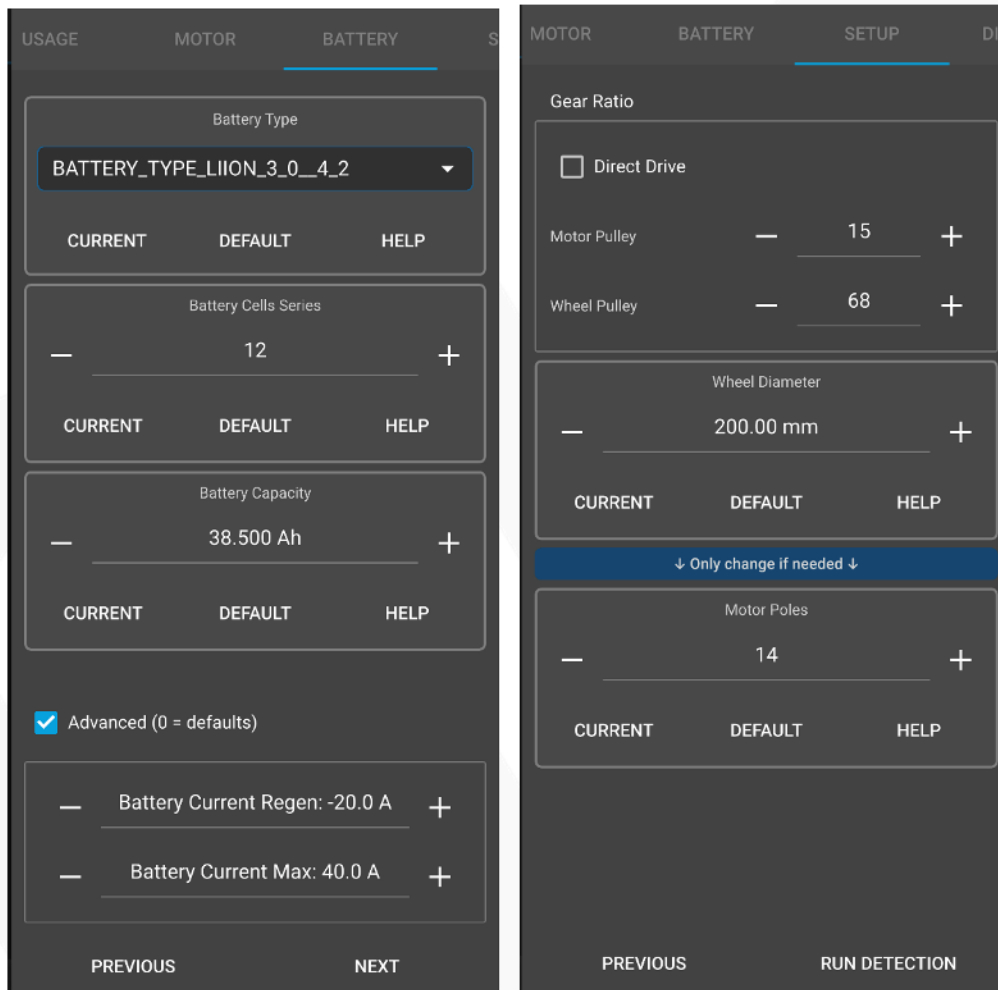 USAGE MOTOR BATTERY S
Battery Type
BATTERY_TYPE_LIION_3_0__4_2
CURRENT DEFAULT HELP
Battery Cells Series
— 12 +
CURRENT DEFAULT HELP
Battery Capacity
— 38.500 Ah +
CURRENT DEFAULT HELP
Advanced (0 = defaults)
— Battery Current Regen: -20.0 A +
— Battery Current Max: 40.0 A +
PREVIOUS NEXT
MOTOR BATTERY SETUP DI
Gear Ratio
Direct Drive
Motor Pulley — 15 +
Wheel Pulley — 68 +
Wheel Diameter
— 200.00 mm +
CURRENT DEFAULT HELP
↓ Only change if needed ↓
Motor Poles
— 14 +
CURRENT DEFAULT HELP
PREVIOUS RUN DETECTION